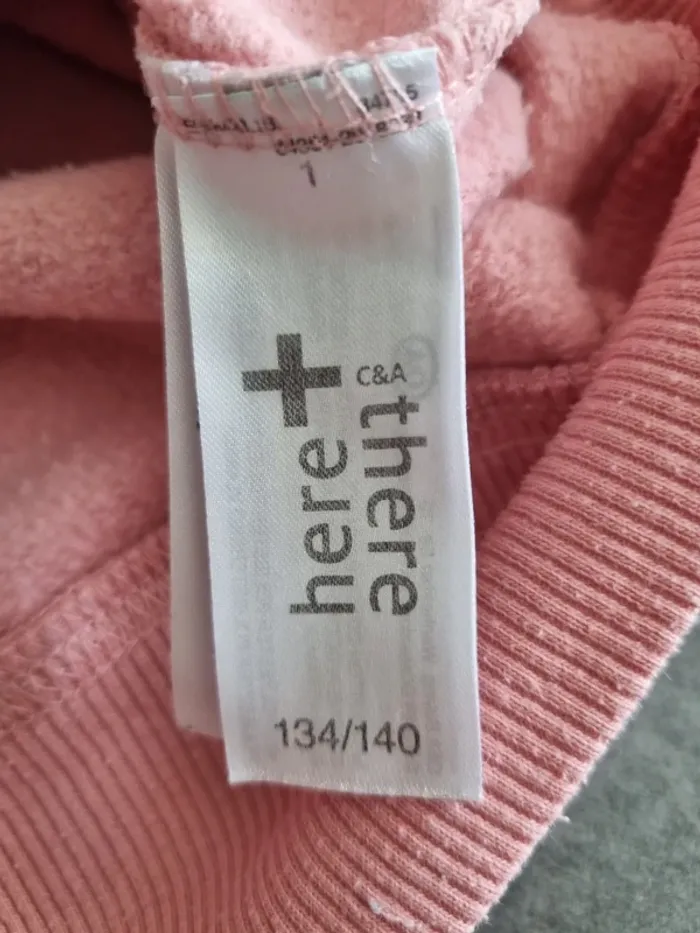 1
C&A
here + there
134/140